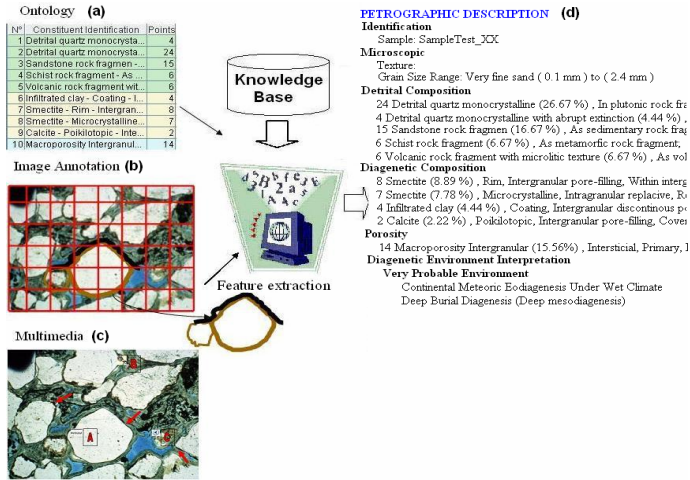 Ontology (a)
Nº Constituent Identification Points
1 Detrital quartz monocrysta... 4
2 Detrital quartz monocrysta... 24
3 Sandstone rock fragmen -... 15
4 Schist rock fragment - As ... 6
5 Volcanic rock fragment wit... 6
6 Infiltrated clay - Coating - I... 4
7 Smectite - Rim - Intergran... 8
8 Smectite - Microcrystalline... 7
9 Calcite - Poikilotopic - Inte... 2
10 Macroporosity Intergranul... 14
Image Annotation (b)
Multimedia (c)
A
B
C
Knowledge
Base
Feature extraction
PETROGRAPHIC DESCRIPTION (d)
Identification
Sample: SampleTest_XX
Microscopic
Texture:
Grain Size Range: Very fine sand ( 0.1 mm ) to ( 2.4 mm )
Detrital Composition
24 Detrital quartz monocrystalline (26.67 %) , In plutonic rock fra
4 Detrital quartz monocrystalline with abrupt extinction (4.44 %) ,
15 Sandstone rock fragmen (16.67 %) , As sedimentary rock frag
6 Schist rock fragment (6.67 %) , As metamorfic rock fragment;
6 Volcanic rock fragment with microlitic texture (6.67 %) , As vol
Diagenetic Composition
8 Smectite (8.89 %) , Rim, Intergranular pore-filling, Within interg
7 Smectite (7.78 %) , Microcrystalline, Intragranular replacive, R
4 Infiltrated clay (4.44 %) , Coating, Intergranular discontinous po
2 Calcite (2.22 %) , Poikilotopic, Intergranular pore-filling, Cover
Porosity
14 Macroporosity Intergranular (15.56%) , Intersticial, Primary,
Diagenetic Environment Interpretation
Very Probable Environment
Continental Meteoric Eodiagenesis Under Wet Climate
Deep Burial Diagenesis (Deep mesodiagenesis)